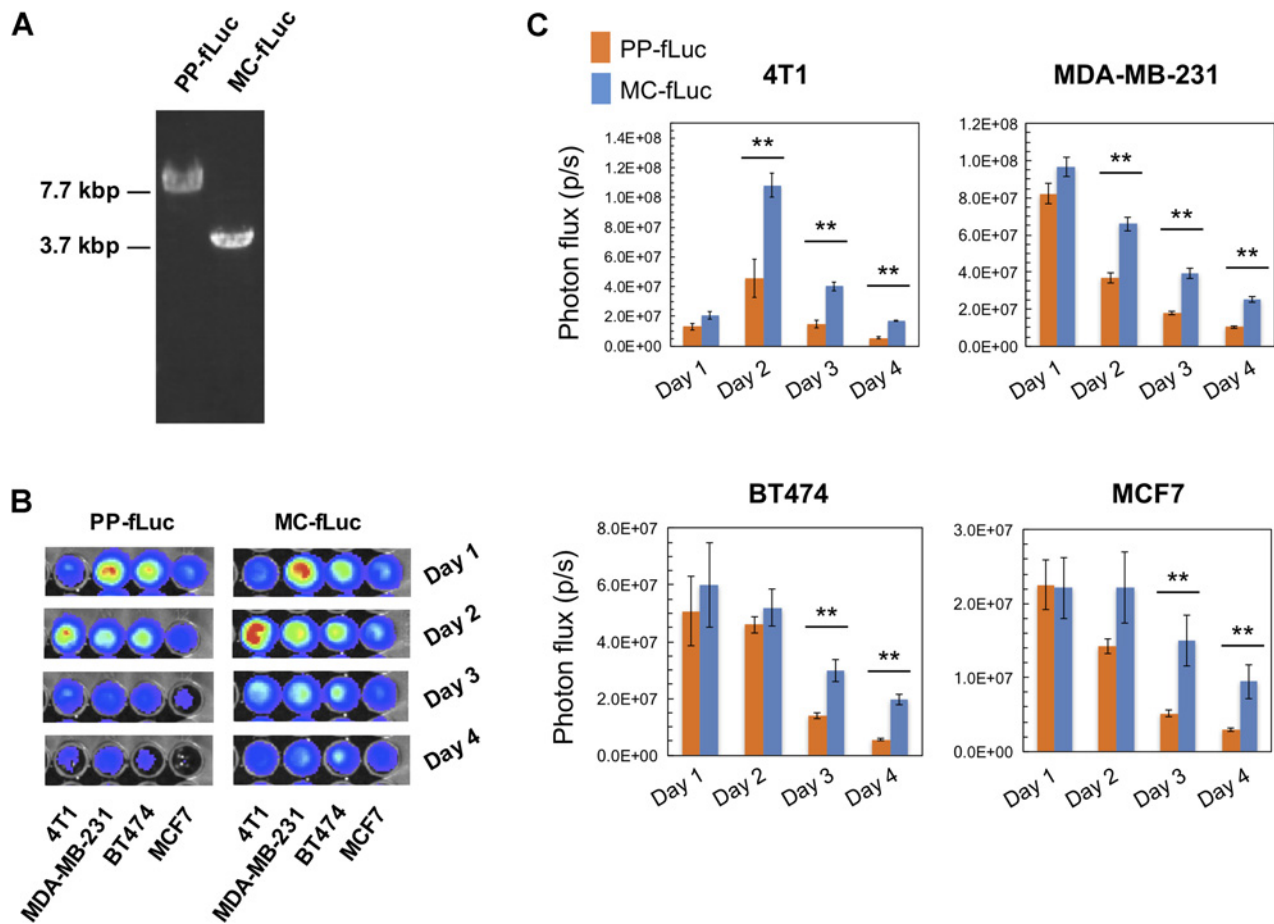 A
PP-fLuc
MC-fLuc
7.7 kbp
3.7 kbp
B
PP-fLuc
MC-fLuc
Day 1
Day 2
Day 3
Day 4
4T1
MDA-MB-231
BT474
MCF7
4T1
MDA-MB-231
BT474
MCF7
C
PP-fLuc
MC-fLuc
4T1
Photon flux (p/s)
1.4E+08
1.2E+08
1.0E+08
8.0E+07
6.0E+07
4.0E+07
2.0E+07
0.0E+00
**
**
**
Day 1
Day 2
Day 3
Day 4
MDA-MB-231
1.2E+08
1.0E+08
8.0E+07
6.0E+07
4.0E+07
2.0E+07
0.0E+00
**
**
**
Day 1
Day 2
Day 3
Day 4
BT474
Photon flux (p/s)
8.0E+07
6.0E+07
4.0E+07
2.0E+07
0.0E+00
**
**
Day 1
Day 2
Day 3
Day 4
MCF7
3.0E+07
2.0E+07
1.0E+07
0.0E+00
**
**
Day 1
Day 2
Day 3
Day 4